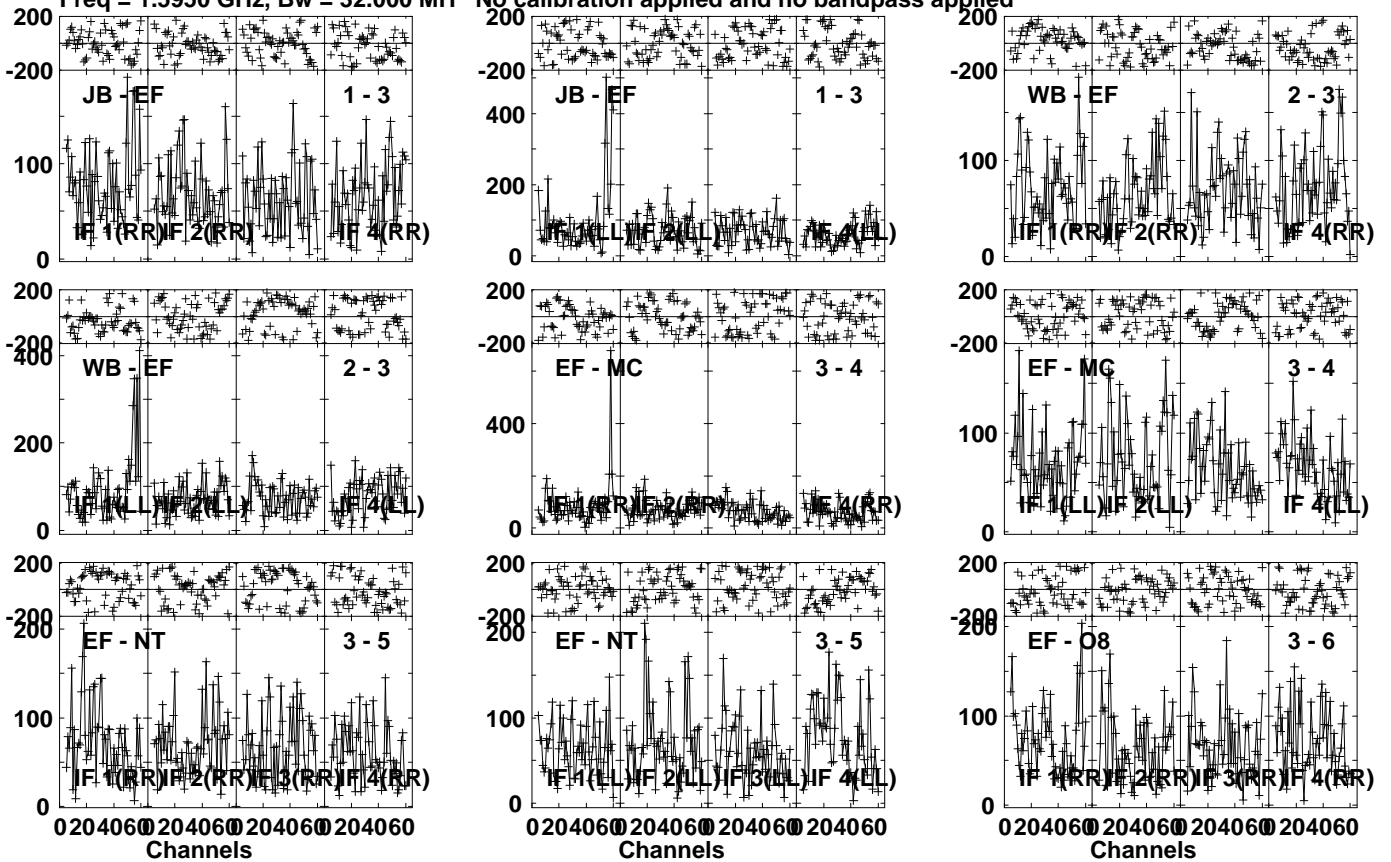 Freq = 1.5950 GHz, Bw = 32.000 MH No calibration applied and no bandpass applied
200
-200
JB - EF 1 - 3
100
0
IF 1(RR) IF 2(RR) IF 4(RR)
JB - EF 1 - 3
400
200
0
IF 1(LL) IF 2(LL) IF 4(LL)
200
-200
WB - EF 2 - 3
100
0
IF 1(RR) IF 2(RR) IF 4(RR)
200
-200
400
WB - EF 2 - 3
200
0
IF 1(LL) IF 2(LL) IF 4(LL)
200
-200
EF - MC 3 - 4
400
0
IF 1(RR) IF 2(RR) IF 4(RR)
200
-200
EF - MC 3 - 4
100
0
IF 1(LL) IF 2(LL) IF 4(LL)
200
-200
200
EF - NT 3 - 5
100
0
IF 1(RR) IF 2(RR) IF 3(RR) IF 4(RR)
0 20 40 60 0 20 40 60 0 20 40 60 0 20 40 60
Channels
200
-200
200
EF - NT 3 - 5
100
0
IF 1(LL) IF 2(LL) IF 3(LL) IF 4(LL)
0 20 40 60 0 20 40 60 0 20 40 60 0 20 40 60
Channels
200
-200
200
EF - O8 3 - 6
100
0
IF 1(RR) IF 2(RR) IF 3(RR) IF 4(RR)
0 20 40 60 0 20 40 60 0 20 40 60 0 20 40 60
Channels